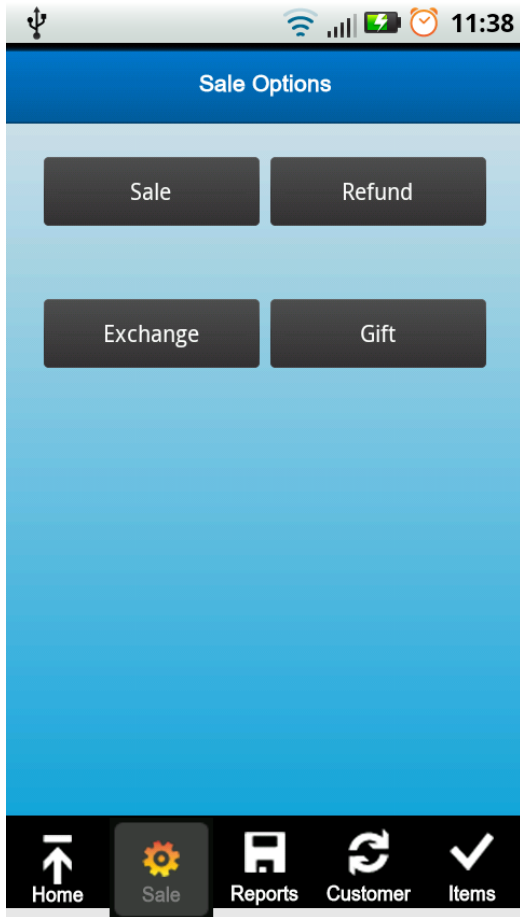 11:38
Sale Options
Sale Refund
Exchange Gift
Home Sale Reports Customer Items